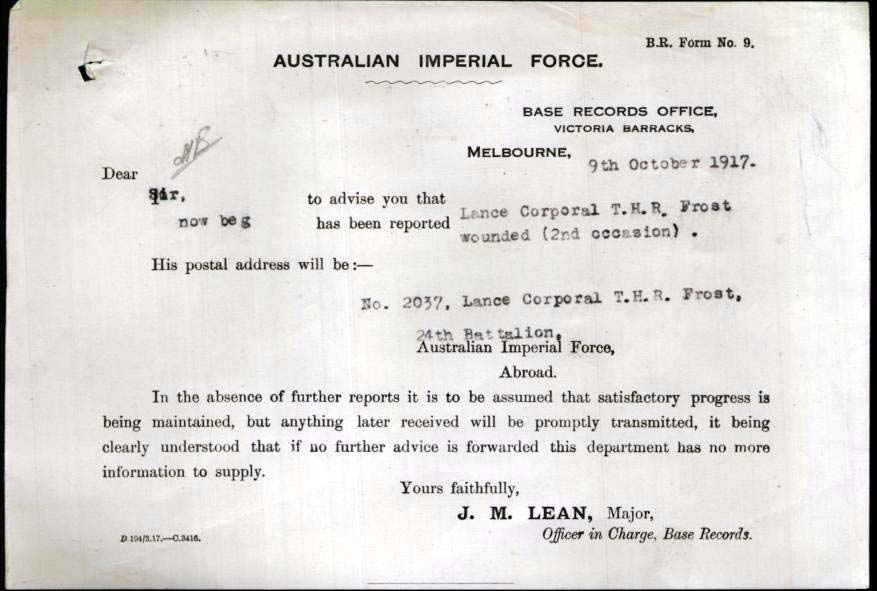 B.R. Form No. 9.
AUSTRALIAN IMPERIAL FORCE.
BASE RECORDS OFFICE,
VICTORIA BARRACKS,
MELBOURNE, 9th October 1917.
Dear
Sir,
now beg to advise you that Lance Corporal T.H.R. Frost
has been reported wounded (2nd occasion) .
His postal address will be:—
No. 2037, Lance Corporal T.H.R. Frost,
24th Battalion,
Australian Imperial Force,
Abroad.
In the absence of further reports it is to be assumed that satisfactory progress is
being maintained, but anything later received will be promptly transmitted, it being
clearly understood that if no further advice is forwarded this department has no more
information to supply.
Yours faithfully,
J. M. LEAN, Major,
Officer in Charge, Base Records.
D 194/3.17.—C.3416.